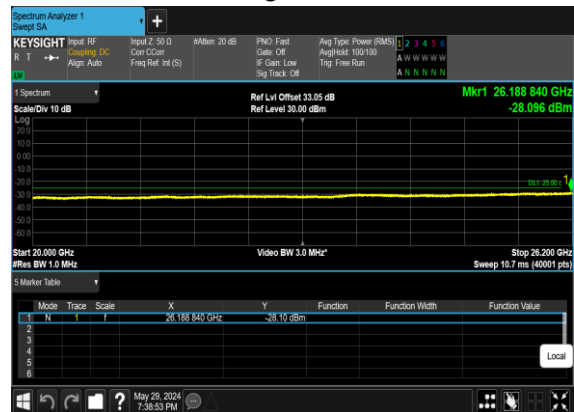 Spectrum Analyzer 1
Swept SA
KEYSIGHT Input: RF Input Z: 50 Ω #Atten: 20 dB PNO: Fast Avg Type: Power (RMS) 1 2 3 4 5 6
R T Coupling: DC Corr CCorr Gate: Off Avg|Hold: 100/100 A W W W W W
Align: Auto Freq Ref: Int (S) IF Gain: Low Trig: Free Run
Sig Track: Off A N N N N N
1 Spectrum Ref Lvl Offset 33.05 dB Mkr1 26.188 840 GHz
Scale/Div 10 dB Ref Level 30.00 dBm -28.096 dBm
Log
20.0
10.0
0.00
-10.0
-20.0 1
-30.0
-40.0
-50.0
-60.0
Start 20.000 GHz Video BW 3.0 MHz* Stop 26.200 GHz
#Res BW 1.0 MHz Sweep 10.7 ms (40001 pts)
5 Marker Table
Mode Trace Scale X Y Function Function Width Function Value
1 N 1 f 26.188 840 GHz -28.10 dBm
2
3
4
5
6
Local
? May 29, 2024
7:38:53 PM